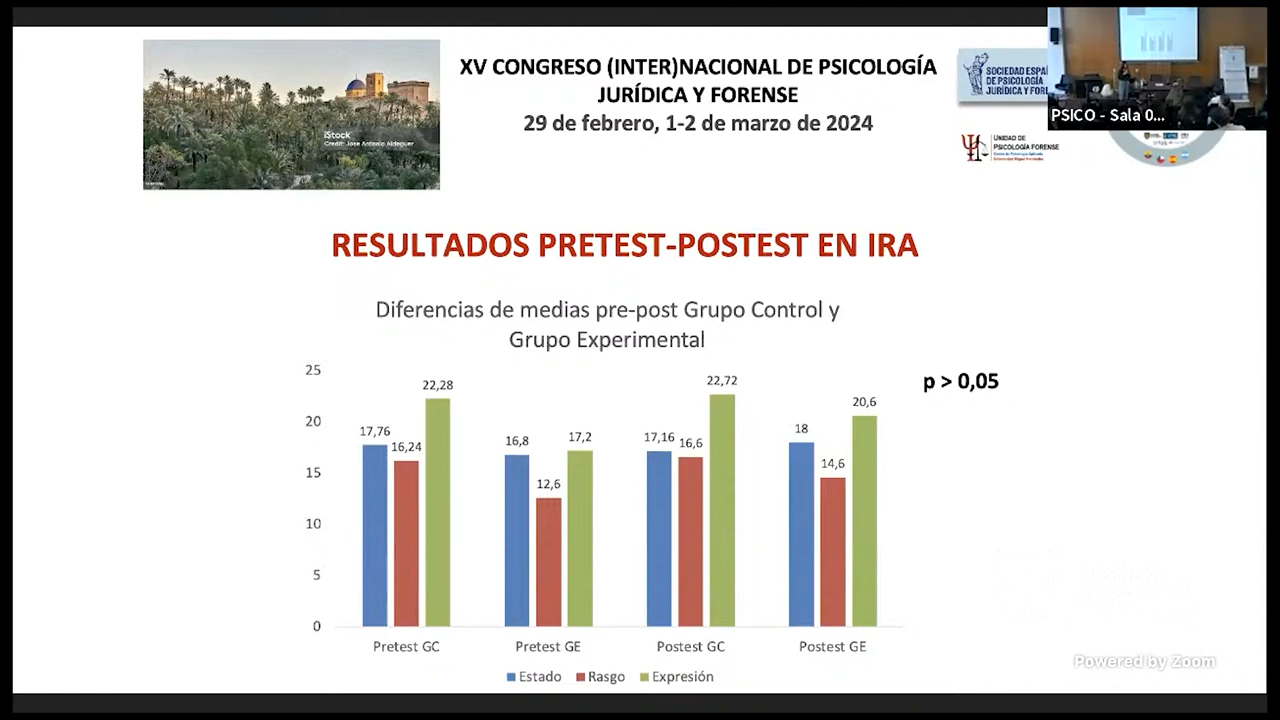 XV CONGRESO (INTER)NACIONAL DE PSICOLOGÍA
JURÍDICA Y FORENSE
29 de febrero, 1-2 de marzo de 2024
iStock
Credit: Jose Antonio Aldeguer
SOCIEDAD ESPA
DE PSICOLOGÍA
JURÍDICA Y FOR
PSICO - Sala 0...
UNIDAD DE
PSICOLOGÍA FORENSE
RESULTADOS PRETEST-POSTEST EN IRA
Diferencias de medias pre-post Grupo Control y
Grupo Experimental
p > 0,05
25
20
15
10
5
0
17,76
16,24
22,28
16,8
12,6
17,2
17,16
16,6
22,72
18
14,6
20,6
Pretest GC
Pretest GE
Postest GC
Postest GE
Estado
Rasgo
Expresión
Powered by Zoom